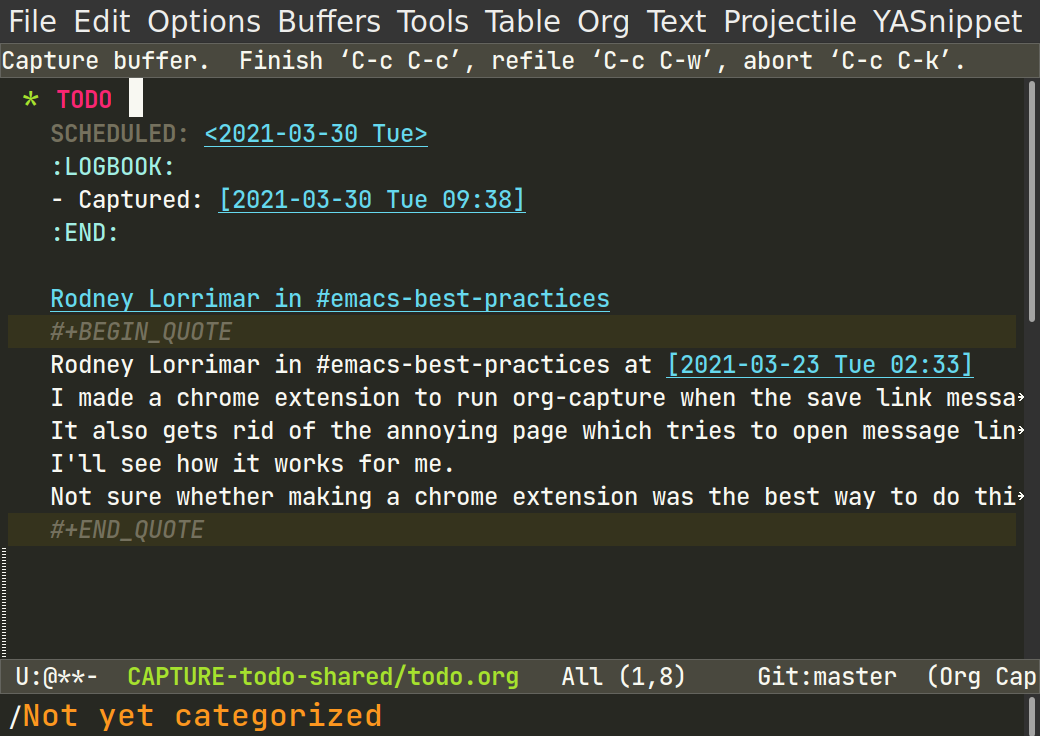 File Edit Options Buffers Tools Table Org Text Projectile YASnippet
Capture buffer.  Finish ‘C-c C-c’, refile ‘C-c C-w’, abort ‘C-c C-k’.
* TODO
SCHEDULED: <2021-03-30 Tue>
:LOGBOOK:
- Captured: [2021-03-30 Tue 09:38]
:END:
Rodney Lorrimar in #emacs-best-practices
#+BEGIN_QUOTE
Rodney Lorrimar in #emacs-best-practices at [2021-03-23 Tue 02:33]
I made a chrome extension to run org-capture when the save link messa
It also gets rid of the annoying page which tries to open message lin
I'll see how it works for me.
Not sure whether making a chrome extension was the best way to do thi
#+END_QUOTE
U:@**-  CAPTURE-todo-shared/todo.org   All (1,8)     Git:master  (Org Cap
/Not yet categorized